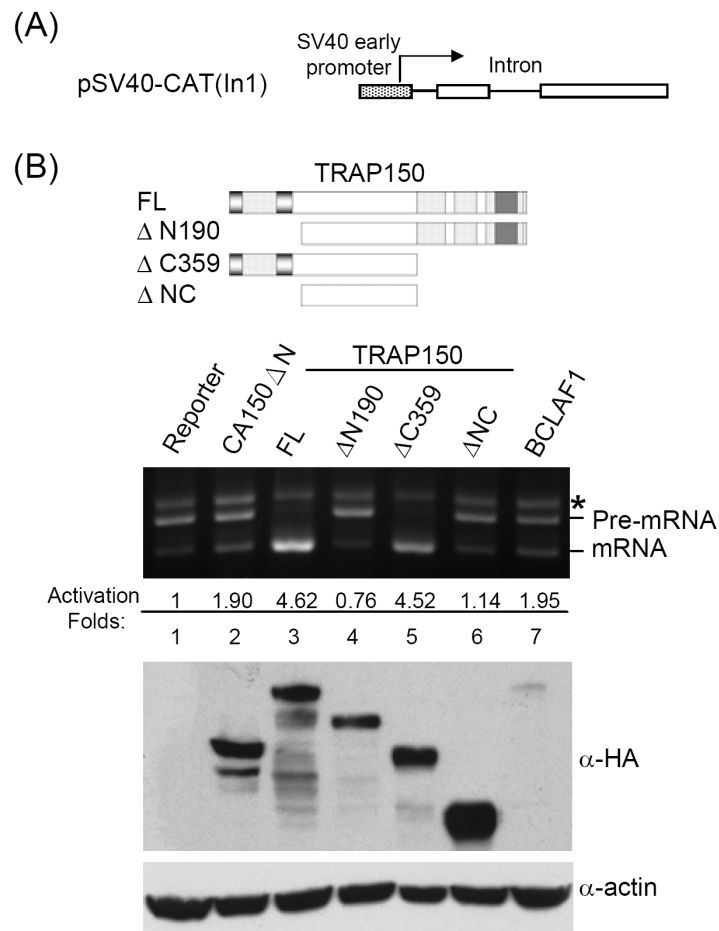 (A)
SV40 early
promoter
Intron
pSV40-CAT(In1)
(B)
TRAP150
FL
Δ N190
Δ C359
Δ NC
TRAP150
Reporter
CA150ΔN
FL
ΔN190
ΔC359
ΔNC
BCLAF1
*
Pre-mRNA
mRNA
Activation
Folds:
1 1.90 4.62 0.76 4.52 1.14 1.95
1 2 3 4 5 6 7
α-HA
α-actin